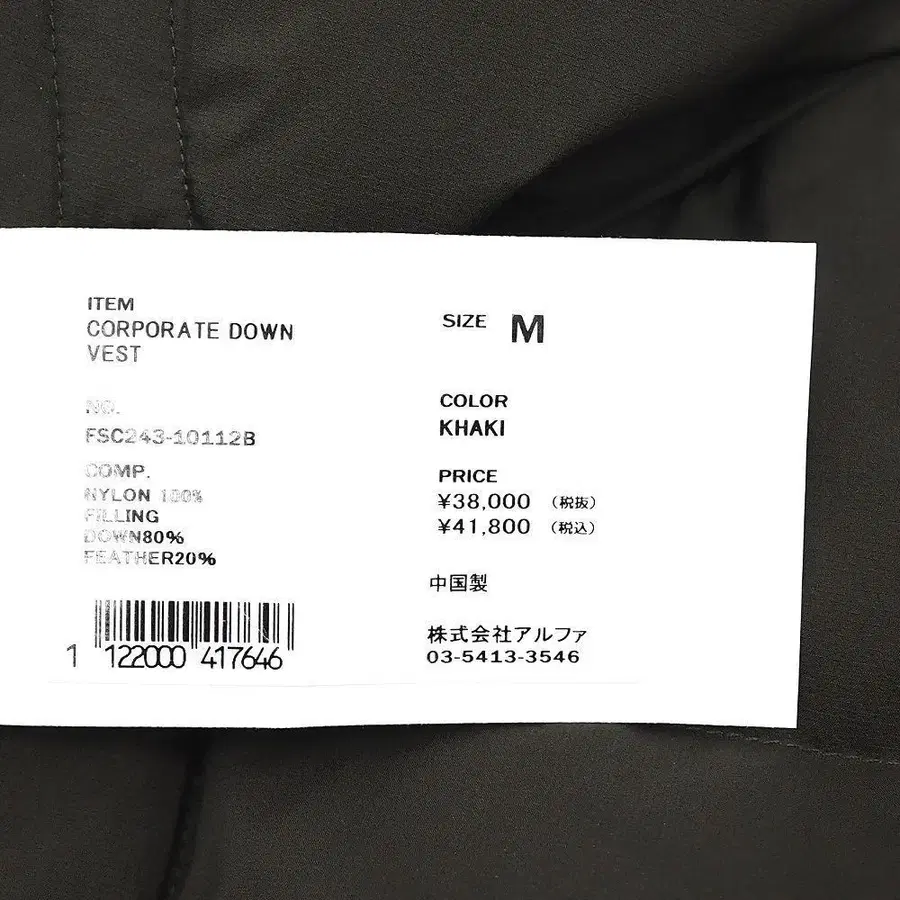 ITEM
CORPORATE DOWN
VEST
NO.
FSC243-10112B
COMP.
NYLON 100%
FILLING
DOWN80%
FEATHER20%
1 122000 417646
SIZE M
COLOR
KHAKI
PRICE
¥38,000 (税抜)
¥41,800 (税込)
中国製
株式会社アルファ
03-5413-3546